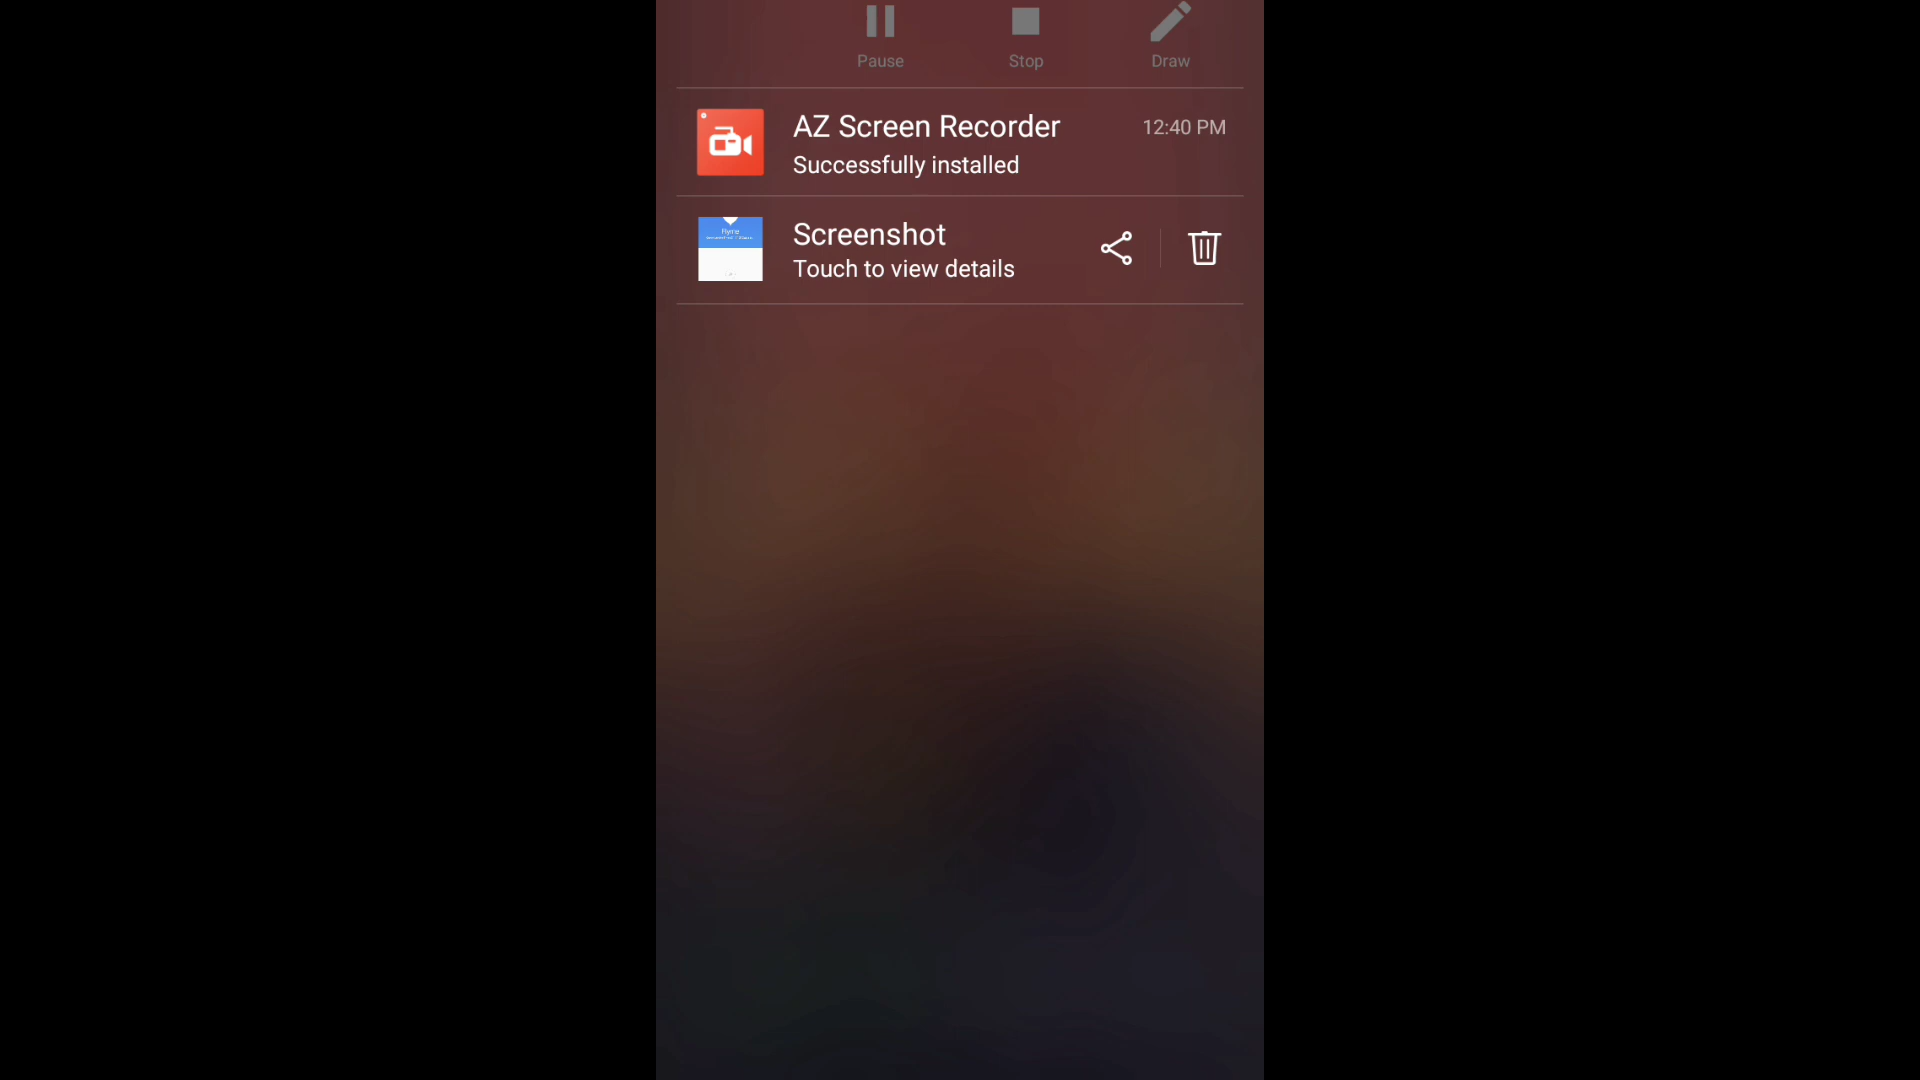 Pause Stop Draw
AZ Screen Recorder 12:40 PM
Successfully installed
Screenshot
Touch to view details